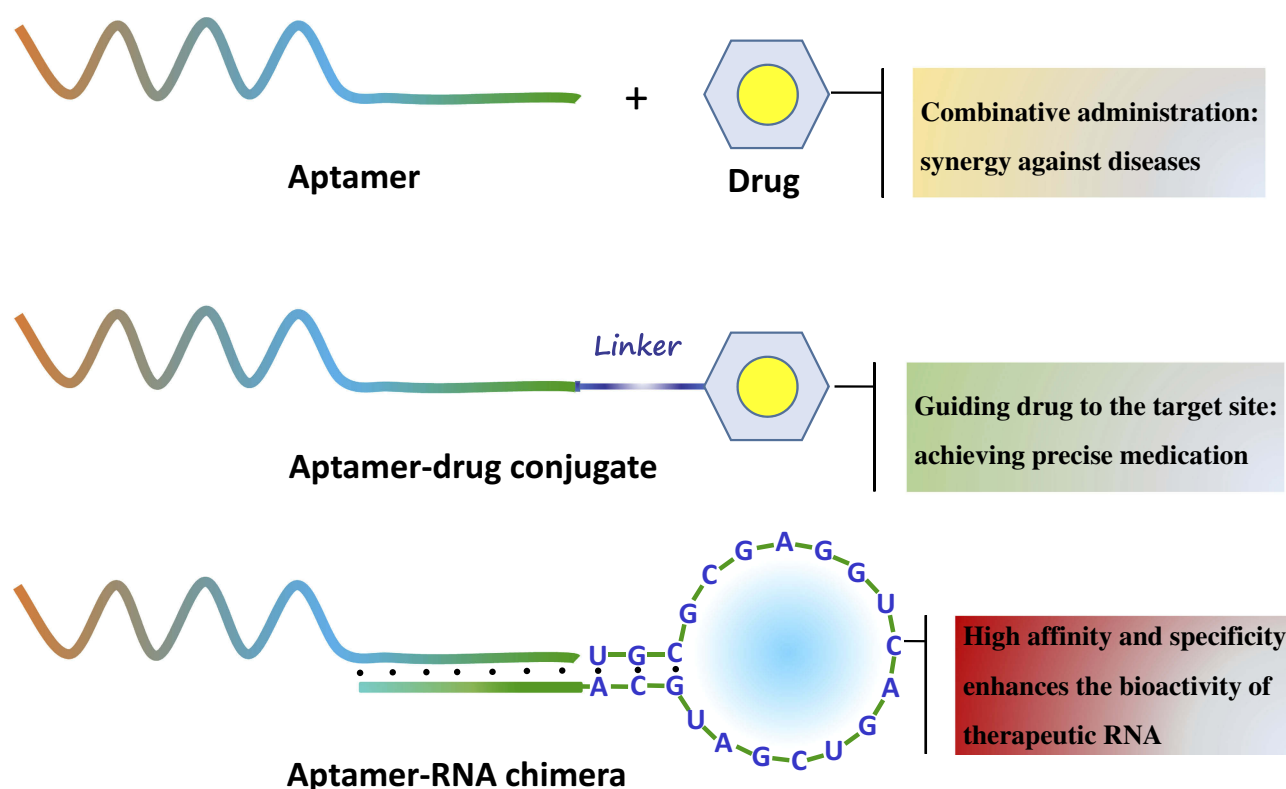 Aptamer
+
Drug
Combinative administration:
synergy against diseases
Linker
Aptamer-drug conjugate
Guiding drug to the target site:
achieving precise medication
U G C G C G A G G U C A G U C G A U G C A
Aptamer-RNA chimera
High affinity and specificity
enhances the bioactivity of
therapeutic RNA